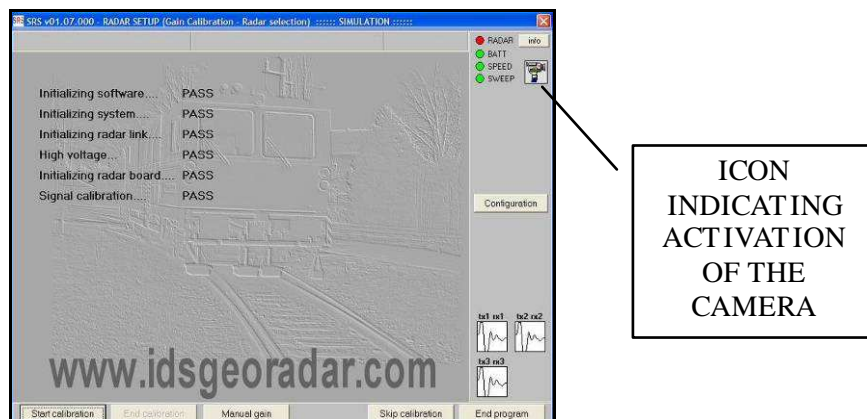 SRS SRS v01.07.000 - RADAR SETUP (Gain Calibration - Radar selection) :::::: SIMULATION ::::::
RADAR info
BATT
SPEED
SWEEP
Initializing software.... PASS
Initializing system.... PASS
Initializing radar link.... PASS
High voltage... PASS
Initializing radar board.... PASS
Signal calibration.... PASS
Configuration
tx1 rx1 tx2 rx2
tx3 rx3
www.idsgeoradar.com
Start calibration End calibration Manual gain Skip calibration End program
ICON
INDICATING
ACTIVATION
OF THE
CAMERA